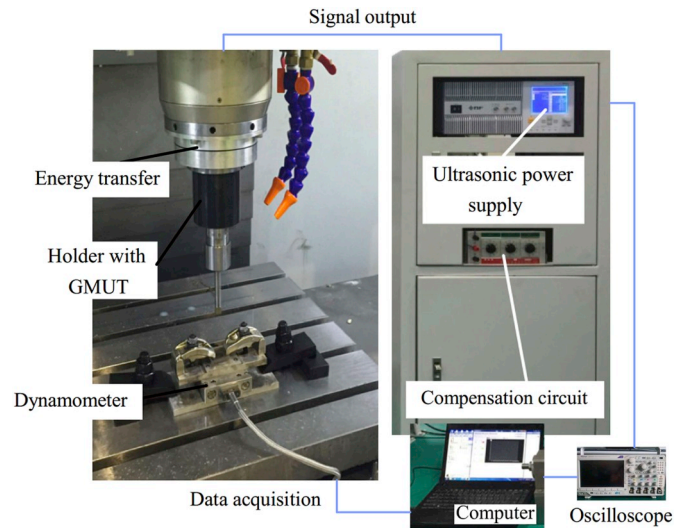 Signal output
Energy transfer
Ultrasonic power
supply
Holder with
GMUT
Dynamometer
Compensation circuit
Data acquisition
Computer
Oscilloscope